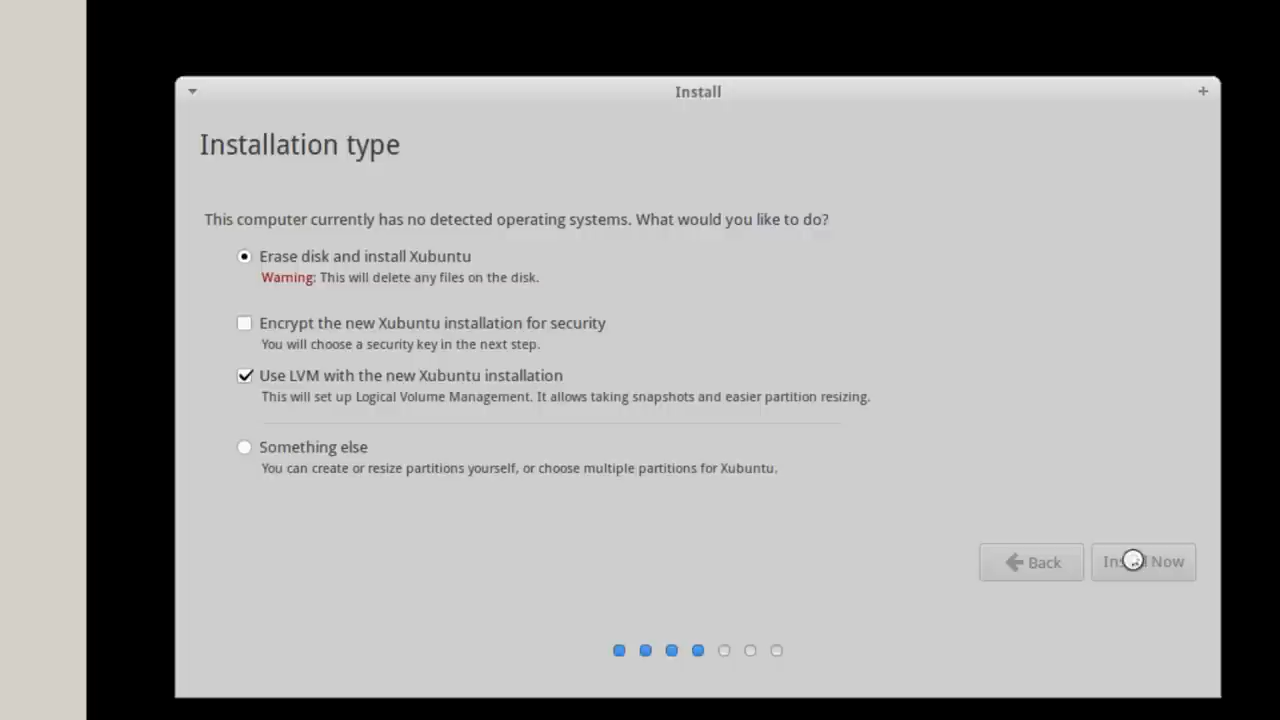 Install
Installation type
This computer currently has no detected operating systems. What would you like to do?
Erase disk and install Xubuntu
Warning: This will delete any files on the disk.
Encrypt the new Xubuntu installation for security
You will choose a security key in the next step.
Use LVM with the new Xubuntu installation
This will set up Logical Volume Management. It allows taking snapshots and easier partition resizing.
Something else
You can create or resize partitions yourself, or choose multiple partitions for Xubuntu.
Back
Install Now